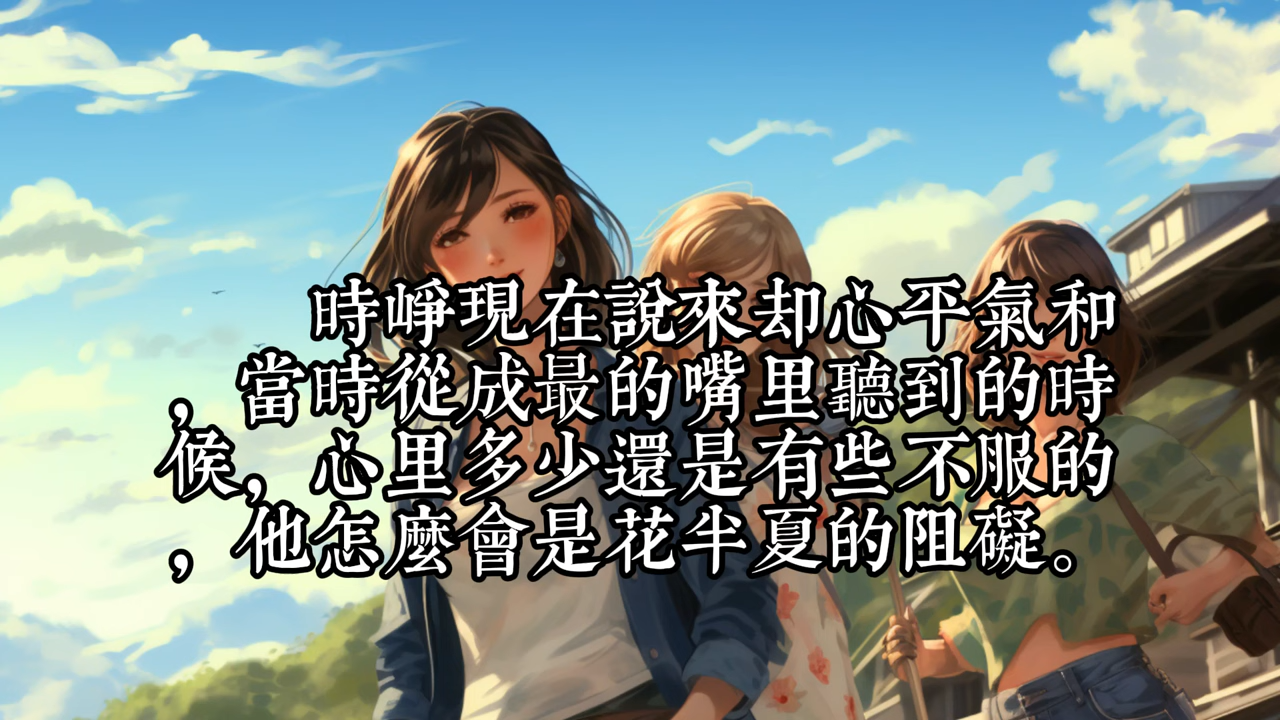 時崢現在說來却心平氣和
，當時從成最的嘴里聽到的時
候，心里多少還是有些不服的
，他怎麼會是花半夏的阻礙。